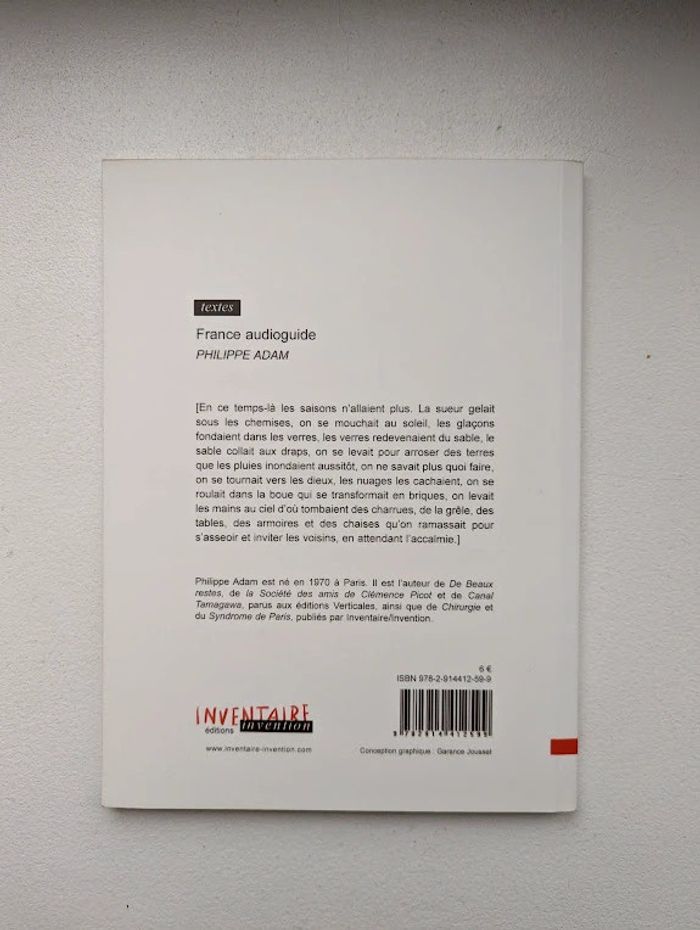 textes
France audioguide
PHILIPPE ADAM
[En ce temps-là les saisons n'allaient plus. La sueur gelait
sous les chemises, on se mouchait au soleil, les glaçons
fondaient dans les verres, les verres redevenaient du sable, le
sable collait aux draps, on se levait pour arroser des terres
que les pluies inondaient aussitôt, on ne savait plus quoi faire,
on se tournait vers les dieux, les nuages les cachaient, on se
roulait dans la boue qui se transformait en briques, on levait
les mains au ciel d'où tombaient des charrues, de la grêle, des
tables, des armoires et des chaises qu'on ramassait pour
s'asseoir et inviter les voisins, en attendant l'accalmie.]
Philippe Adam est né en 1970 à Paris. Il est l'auteur de De Beaux
restes, de la Société des amis de Clémence Picot et de Canal
Tamagawa, parus aux éditions Verticales, ainsi que de Chirurgie et
du Syndrome de Paris, publiés par Inventaire/Invention.
6 €
ISBN 978-2-914412-59-9
INVENTAIRE
éditions invention
9 782914 412599
www.inventaire-invention.com
Conception graphique : Garance Jousset